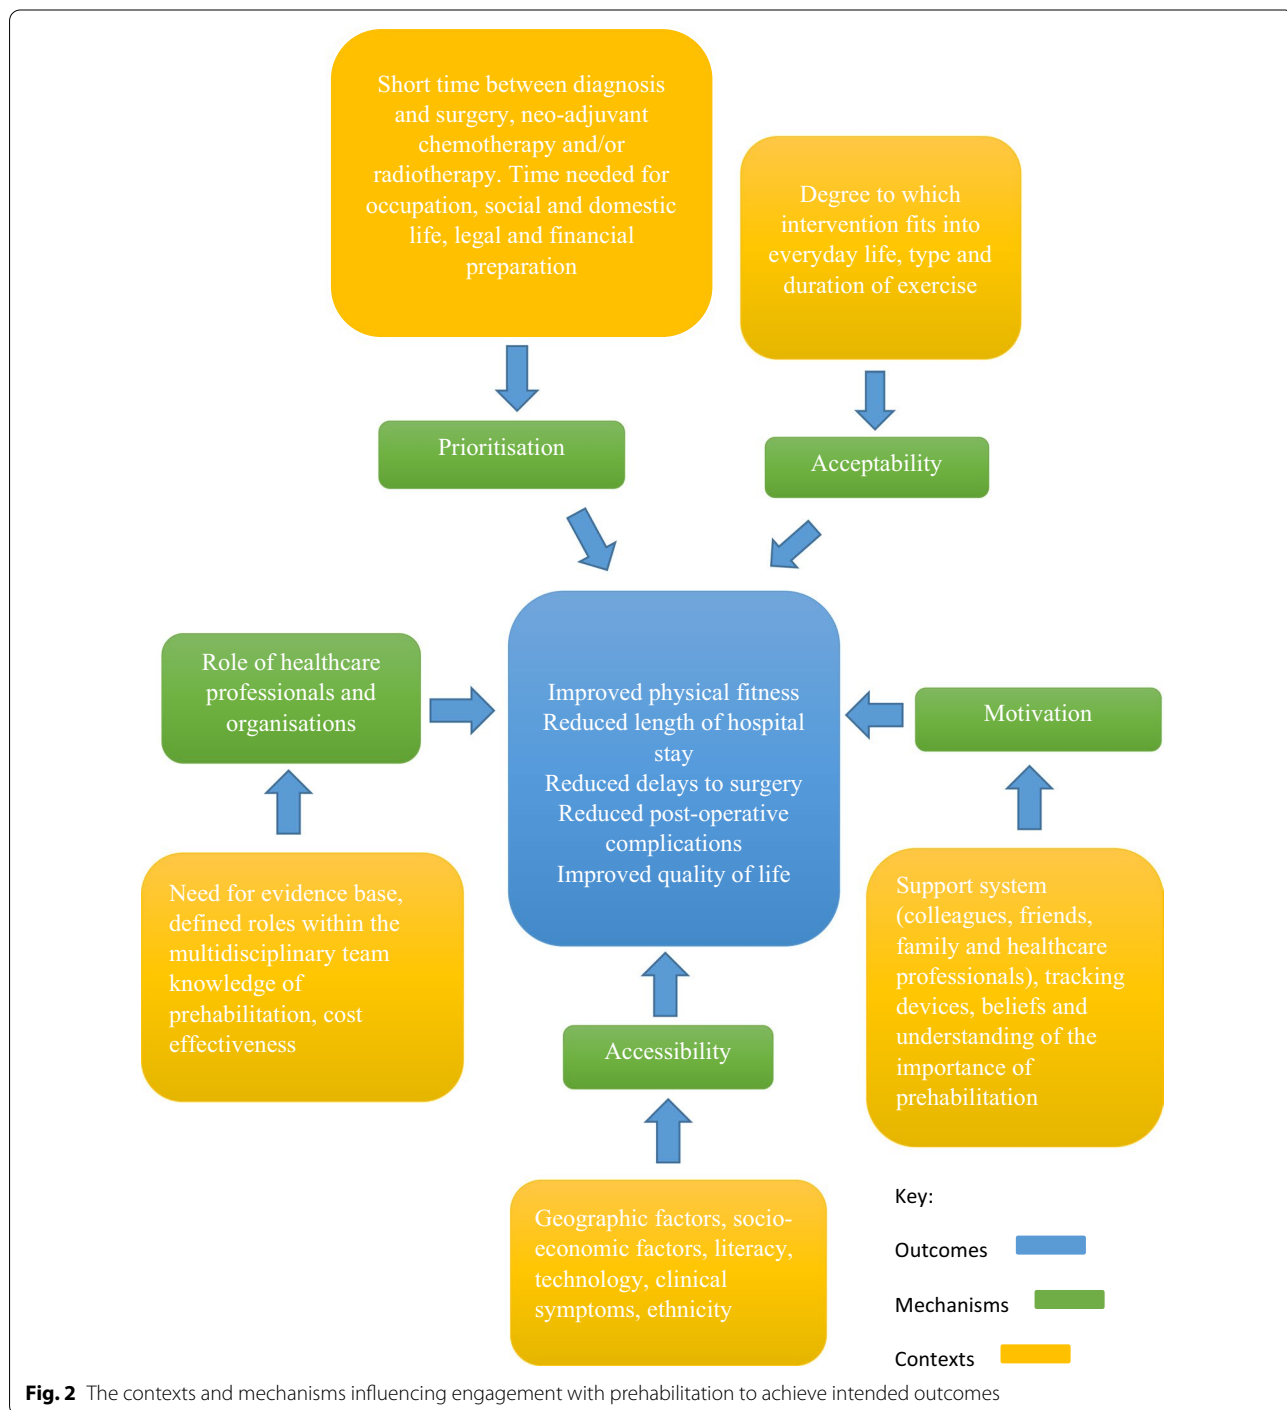 Short time between diagnosis
and surgery, neo-adjuvant
chemotherapy and/or
radiotherapy. Time needed for
occupation, social and domestic
life, legal and financial
preparation
Degree to which
intervention fits into
everyday life, type and
duration of exercise
Prioritisation
Acceptability
Role of healthcare
professionals and
organisations
Improved physical fitness
Reduced length of hospital
stay
Reduced delays to surgery
Reduced post-operative
complications
Improved quality of life
Motivation
Need for evidence base,
defined roles within the
multidisciplinary team
knowledge of
prehabilitation, cost
effectiveness
Support system
(colleagues, friends,
family and healthcare
professionals), tracking
devices, beliefs and
understanding of the
importance of
prehabilitation
Accessibility
Geographic factors, socio-
economic factors, literacy,
technology, clinical
symptoms, ethnicity
Key:
Outcomes
Mechanisms
Contexts
Fig. 2 The contexts and mechanisms influencing engagement with prehabilitation to achieve intended outcomes